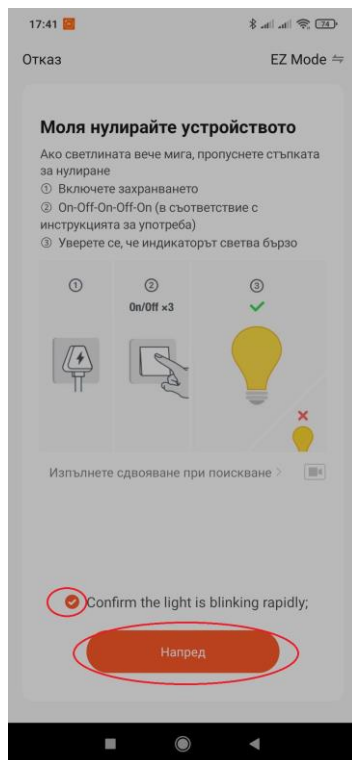 17:41
74
Отказ
EZ Mode
Моля нулирайте устройството
Ако светлината вече мига, пропуснете стъпката
за нулиране
① Включете захранването
② On-Off-On-Off-On (в съответствие с
инструкцията за употреба)
③ Уверете се, че индикаторът светва бързо
① ② ③
On/Off ×3
Изпълнете сдвояване при поискване >
Confirm the light is blinking rapidly;
Напред